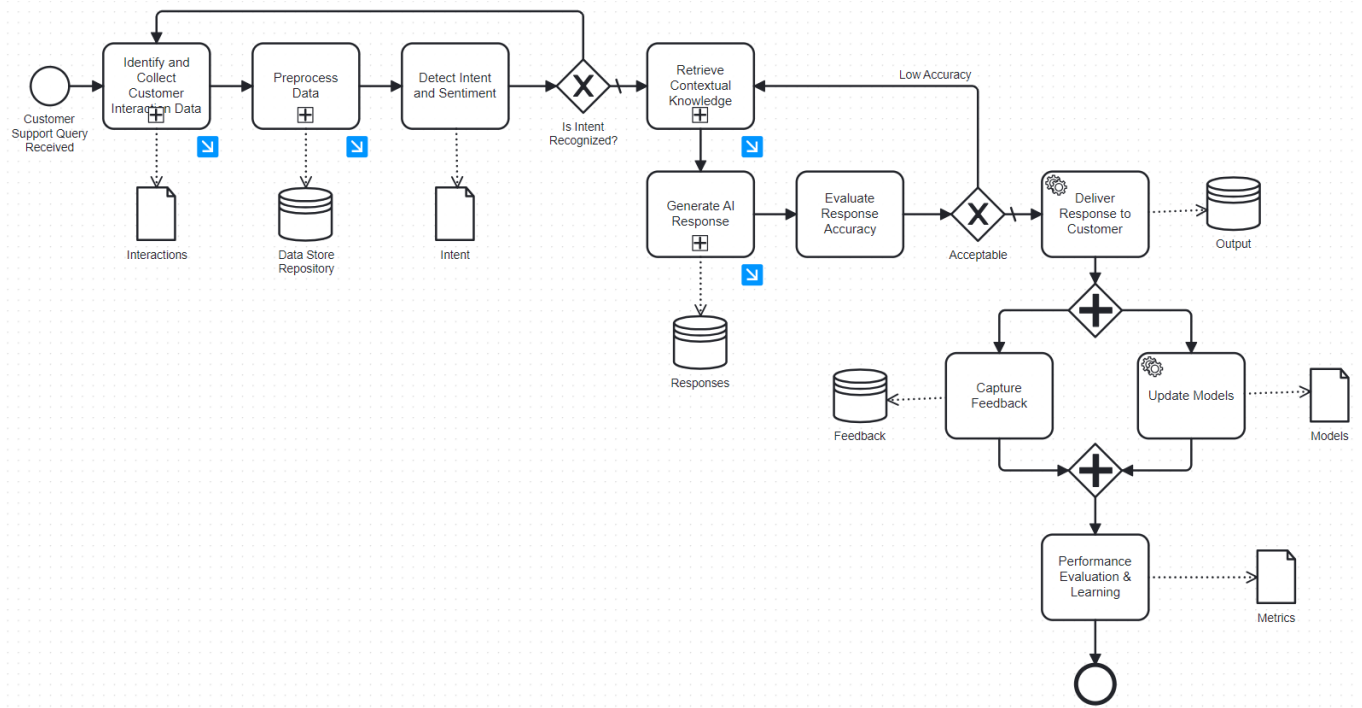 Identify and
Collect
Customer
Interaction Data
Preprocess
Data
Detect Intent
and Sentiment
Retrieve
Contextual
Knowledge
Low Accuracy
Customer
Support Query
Received
Is Intent
Recognized?
Interactions
Data Store
Repository
Intent
Generate AI
Response
Evaluate
Response
Accuracy
Acceptable
Deliver
Response to
Customer
Output
Responses
Capture
Feedback
Update Models
Feedback
Models
Performance
Evaluation &
Learning
Metrics